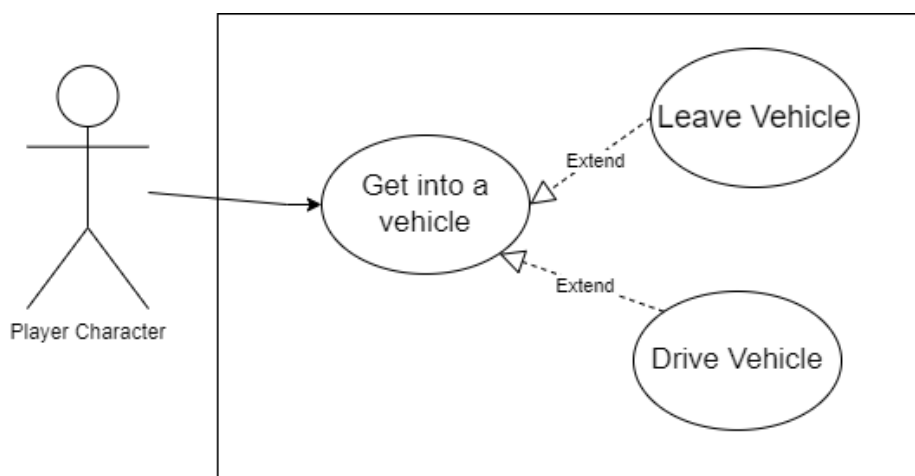 Leave Vehicle
Extend
Get into a
vehicle
Extend
Player Character
Drive Vehicle